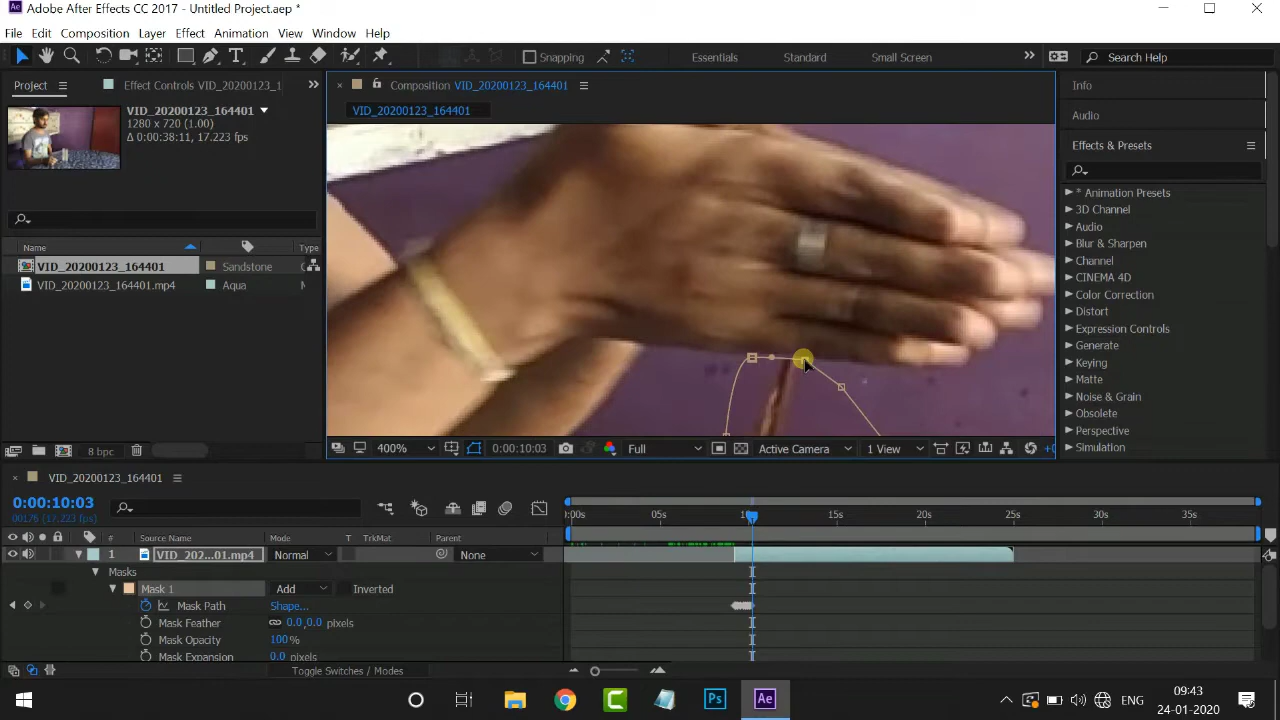 Adobe After Effects CC 2017 - Untitled Project.aep *
File Edit Composition Layer Effect Animation View Window Help
Snapping Essentials Standard Small Screen Search Help
Project Effect Controls VID_20200123_1
Composition VID_20200123_164401
Info
VID_20200123_164401
VID_20200123_164401
1280 x 720 (1.00)
Δ 0:00:38:11, 17.223 fps
Audio
Effects & Presets
* Animation Presets
3D Channel
Audio
Blur & Sharpen
Channel
CINEMA 4D
Color Correction
Distort
Expression Controls
Generate
Keying
Matte
Noise & Grain
Obsolete
Perspective
Simulation
Name Type
VID_20200123_164401 Sandstone
VID_20200123_164401.mp4 Aqua
8 bpc
400% 0:00:10:03 Full Active Camera 1 View
VID_20200123_164401
0:00:10:03
00176 (17.223 fps)
05s 15s 20s 25s 30s 35s
# Source Name Mode T TrkMat Parent
1 VID_202...01.mp4 Normal None
Masks
Mask 1 Add Inverted
Mask Path Shape...
Mask Feather 0.0,0.0 pixels
Mask Opacity 100%
Mask Expansion 0.0 pixels
Toggle Switches / Modes
ENG 09:43
24-01-2020